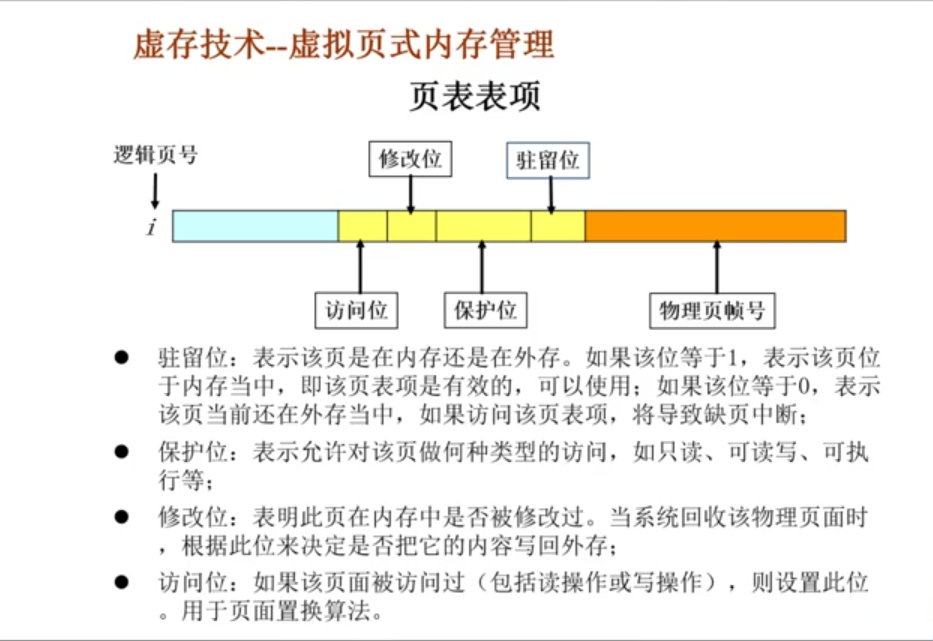 虚存技术--虚拟页式内存管理
页表表项
逻辑页号
修改位
驻留位
i
访问位
保护位
物理页帧号
● 驻留位：表示该页是在内存还是在外存。如果该位等于1，表示该页位
于内存当中，即该页表项是有效的，可以使用；如果该位等于0，表示
该页当前还在外存当中，如果访问该页表项，将导致缺页中断；
● 保护位：表示允许对该页做何种类型的访问，如只读、可读写、可执
行等；
● 修改位：表明此页在内存中是否被修改过。当系统回收该物理页面时
，根据此位来决定是否把它的内容写回外存；
● 访问位：如果该页面被访问过（包括读操作或写操作），则设置此位
。用于页面置换算法。